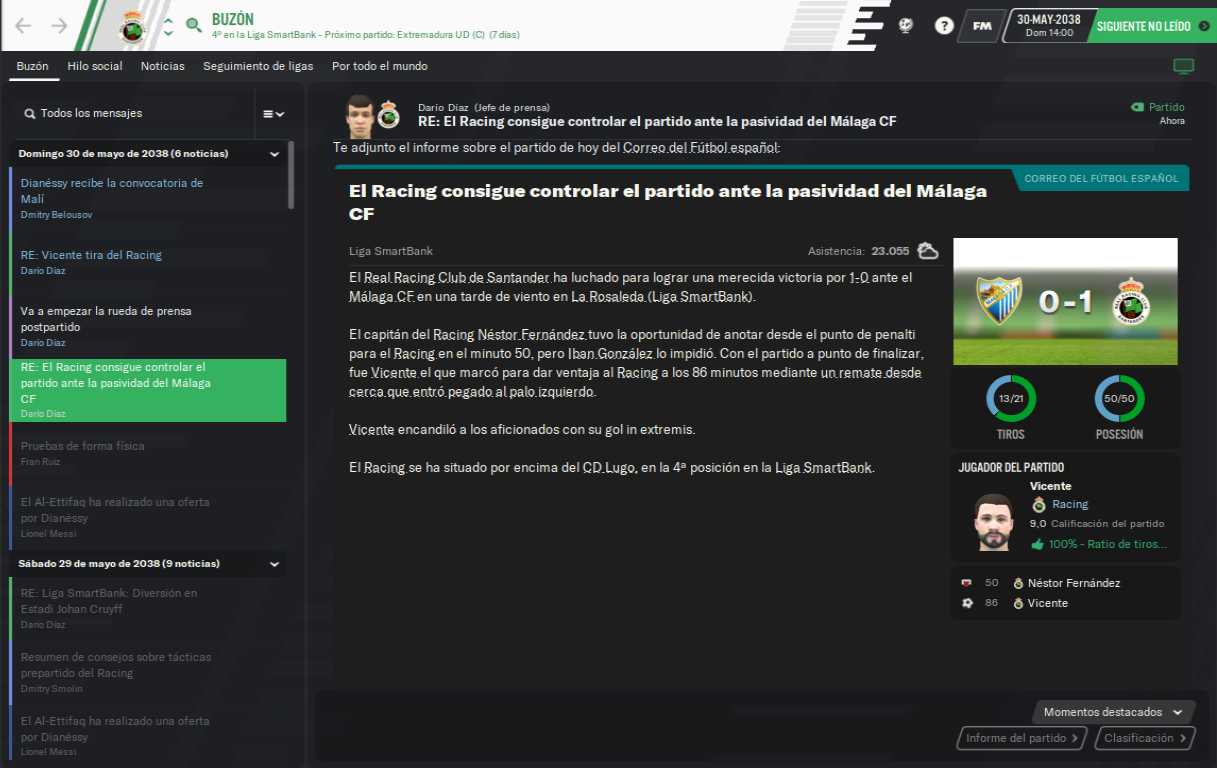 BUZÓN
4º en la Liga SmartBank - Próximo partido: Extremadura UD (C) (7 días)
?
FM
30-MAY-2038
Dom 14:00
SIGUIENTE NO LEÍDO
Buzón Hilo social Noticias Seguimiento de ligas Por todo el mundo
Todos los mensajes
Domingo 30 de mayo de 2038 (6 noticias)
Dianéssy recibe la convocatoria de
Malí
Dmitry Belousov
RE: Vicente tira del Racing
Darío Díaz
Va a empezar la rueda de prensa
postpartido
Darío Díaz
RE: El Racing consigue controlar el
partido ante la pasividad del Málaga
CF
Darío Díaz
Pruebas de forma física
Fran Ruiz
El Al-Ettifaq ha realizado una oferta
por Dianéssy
Lionel Messi
Sábado 29 de mayo de 2038 (9 noticias)
RE: Liga SmartBank: Diversión en
Estadi Johan Cruyff
Darío Díaz
Resumen de consejos sobre tácticas
prepartido del Racing
Dmitry Smolin
El Al-Ettifaq ha realizado una oferta
por Dianéssy
Lionel Messi
Darío Díaz (Jefe de prensa)
RE: El Racing consigue controlar el partido ante la pasividad del Málaga CF
Partido
Ahora
Te adjunto el informe sobre el partido de hoy del Correo del Fútbol español:
CORREO DEL FÚTBOL ESPAÑOL
El Racing consigue controlar el partido ante la pasividad del Málaga
CF
Liga SmartBank
Asistencia: 23.055
El Real Racing Club de Santander ha luchado para lograr una merecida victoria por 1-0 ante el
Málaga CF en una tarde de viento en La Rosaleda (Liga SmartBank).
El capitán del Racing Néstor Fernández tuvo la oportunidad de anotar desde el punto de penalti
para el Racing en el minuto 50, pero Iban González lo impidió. Con el partido a punto de finalizar,
fue Vicente el que marcó para dar ventaja al Racing a los 86 minutos mediante un remate desde
cerca que entró pegado al palo izquierdo.
Vicente encandiló a los aficionados con su gol in extremis.
El Racing se ha situado por encima del CD Lugo, en la 4ª posición en la Liga SmartBank.
0-1
13/21
TIROS
50/50
POSESIÓN
JUGADOR DEL PARTIDO
Vicente
Racing
9,0 Calificación del partido
100% - Ratio de tiros...
50 Néstor Fernández
86 Vicente
Momentos destacados
Informe del partido
Clasificación